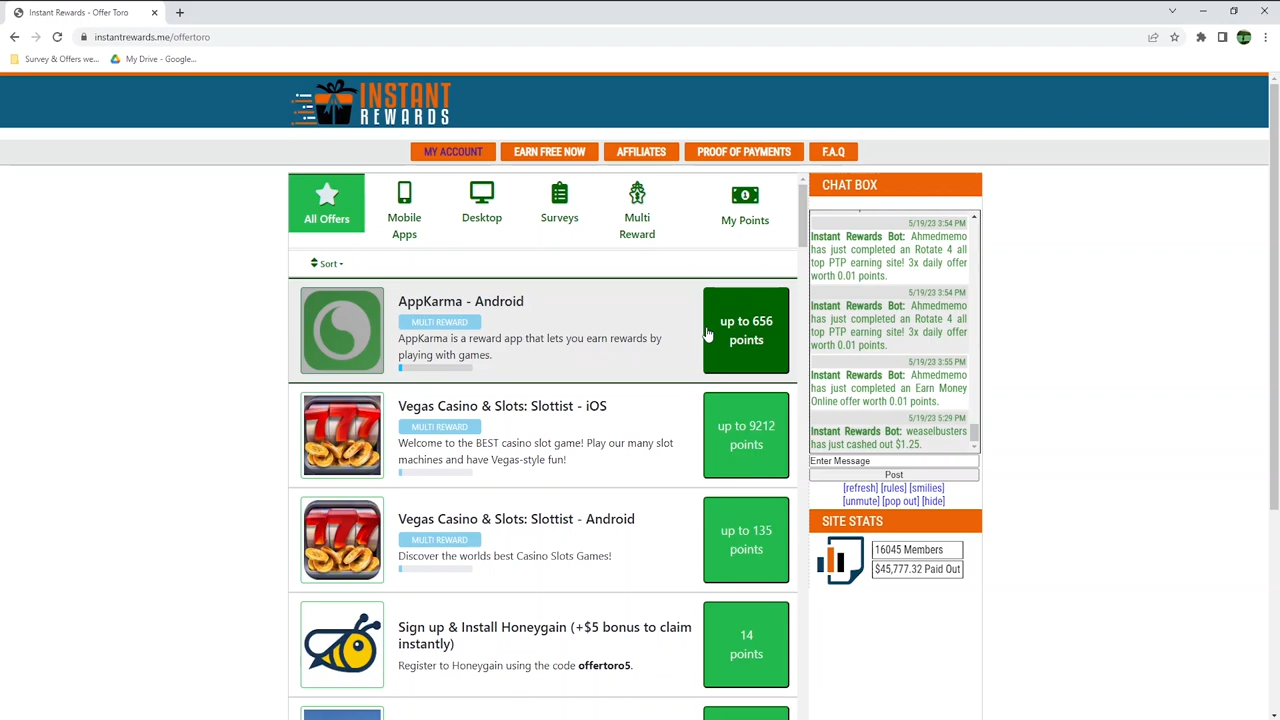 Instant Rewards - Offer Toro
instantrewards.me/offertoro
Survey & Offers we...
My Drive - Google...
INSTANT
REWARDS
MY ACCOUNT
EARN FREE NOW
AFFILIATES
PROOF OF PAYMENTS
F.A.Q
All Offers
Mobile
Apps
Desktop
Surveys
Multi
Reward
My Points
Sort
AppKarma - Android
MULTI REWARD
AppKarma is a reward app that lets you earn rewards by
playing with games.
up to 656
points
777
Vegas Casino & Slots: Slottist - iOS
MULTI REWARD
Welcome to the BEST casino slot game! Play our many slot
machines and have Vegas-style fun!
up to 9212
points
777
Vegas Casino & Slots: Slottist - Android
MULTI REWARD
Discover the worlds best Casino Slots Games!
up to 135
points
Sign up & Install Honeygain (+$5 bonus to claim
instantly)
Register to Honeygain using the code offertoro5.
14
points
CHAT BOX
5/19/23 3:54 PM
Instant Rewards Bot: Ahmedmemo
has just completed an Rotate 4 all
top PTP earning site! 3x daily offer
worth 0.01 points.
5/19/23 3:54 PM
Instant Rewards Bot: Ahmedmemo
has just completed an Rotate 4 all
top PTP earning site! 3x daily offer
worth 0.01 points.
5/19/23 3:55 PM
Instant Rewards Bot: Ahmedmemo
has just completed an Earn Money
Online offer worth 0.01 points.
5/19/23 5:29 PM
Instant Rewards Bot: weaselbusters
has just cashed out $1.25.
Enter Message
Post
[refresh] [rules] [smilies]
[unmute] [pop out] [hide]
SITE STATS
16045 Members
$45,777.32 Paid Out